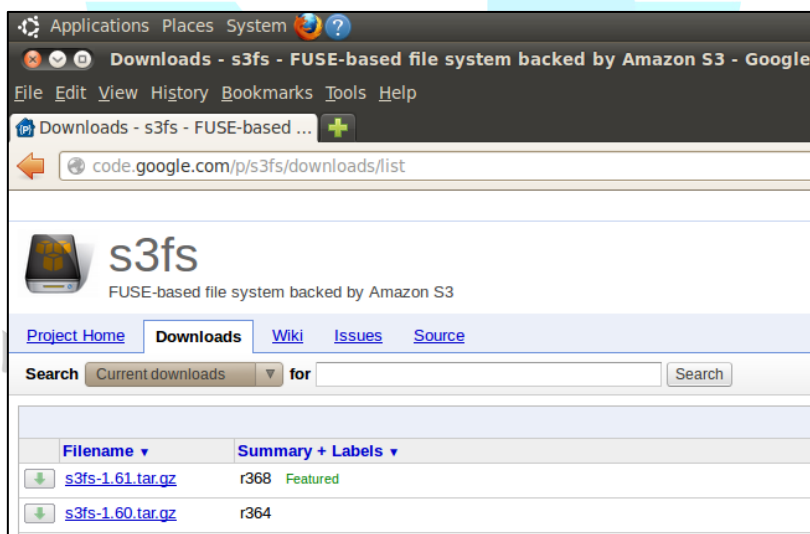 Applications Places System ?
Downloads - s3fs - FUSE-based file system backed by Amazon S3 - Google
File Edit View History Bookmarks Tools Help
Downloads - s3fs - FUSE-based ...
code.google.com/p/s3fs/downloads/list
s3fs
FUSE-based file system backed by Amazon S3
Project Home Downloads Wiki Issues Source
Search Current downloads for Search
Filename Summary + Labels
s3fs-1.61.tar.gz r368 Featured
s3fs-1.60.tar.gz r364